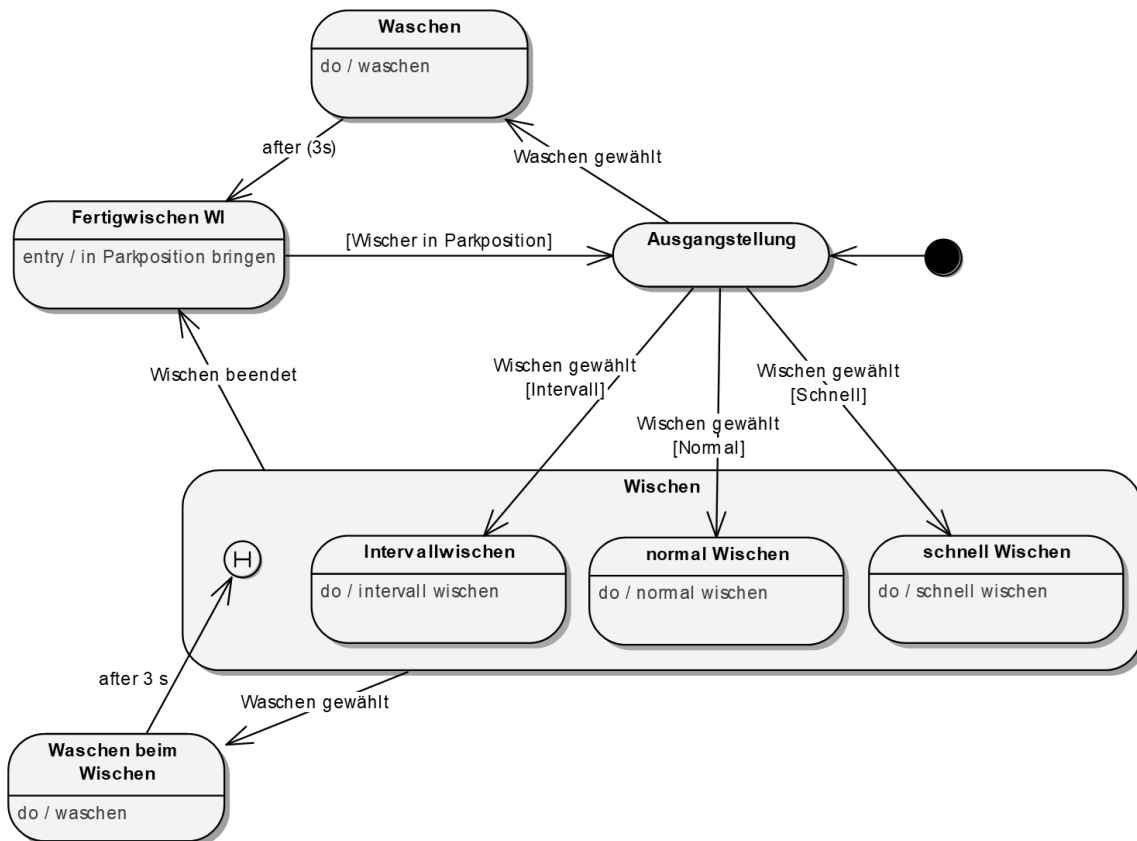 Waschen
do / waschen
after (3s)
Waschen gewählt
Fertigwischen WI
entry / in Parkposition bringen
[Wischer in Parkposition]
Ausgangstellung
Wischen beendet
Wischen gewählt
[Intervall]
Wischen gewählt
[Normal]
Wischen gewählt
[Schnell]
Wischen
H
Intervallwischen
do / intervall wischen
normal Wischen
do / normal wischen
schnell Wischen
do / schnell wischen
after 3 s
Waschen gewählt
Waschen beim
Wischen
do / waschen